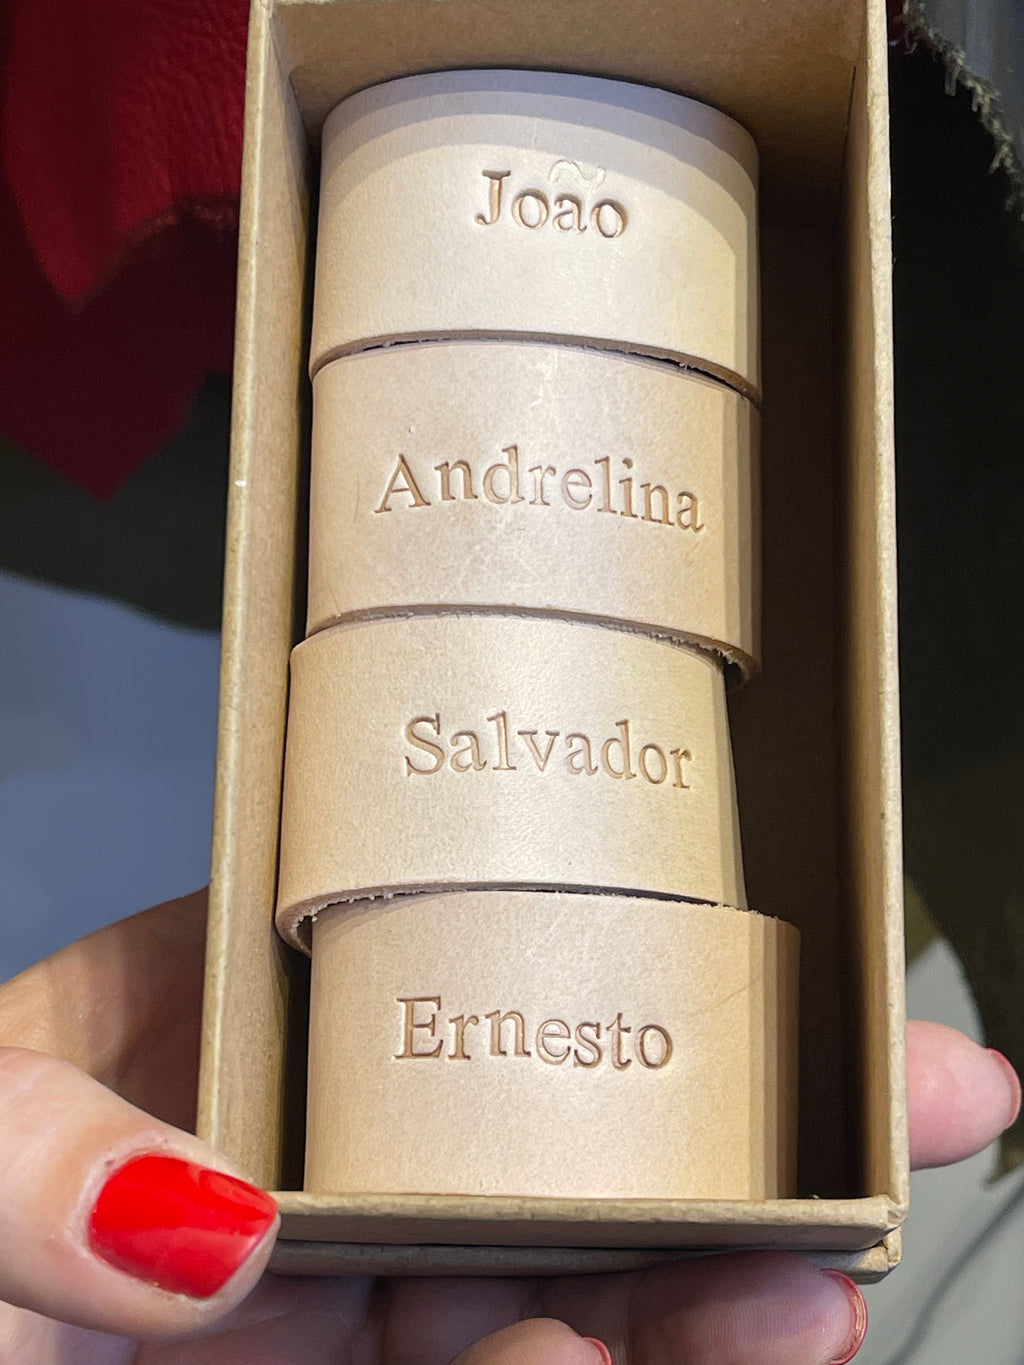 João
Andrelina
Salvador
Ernesto